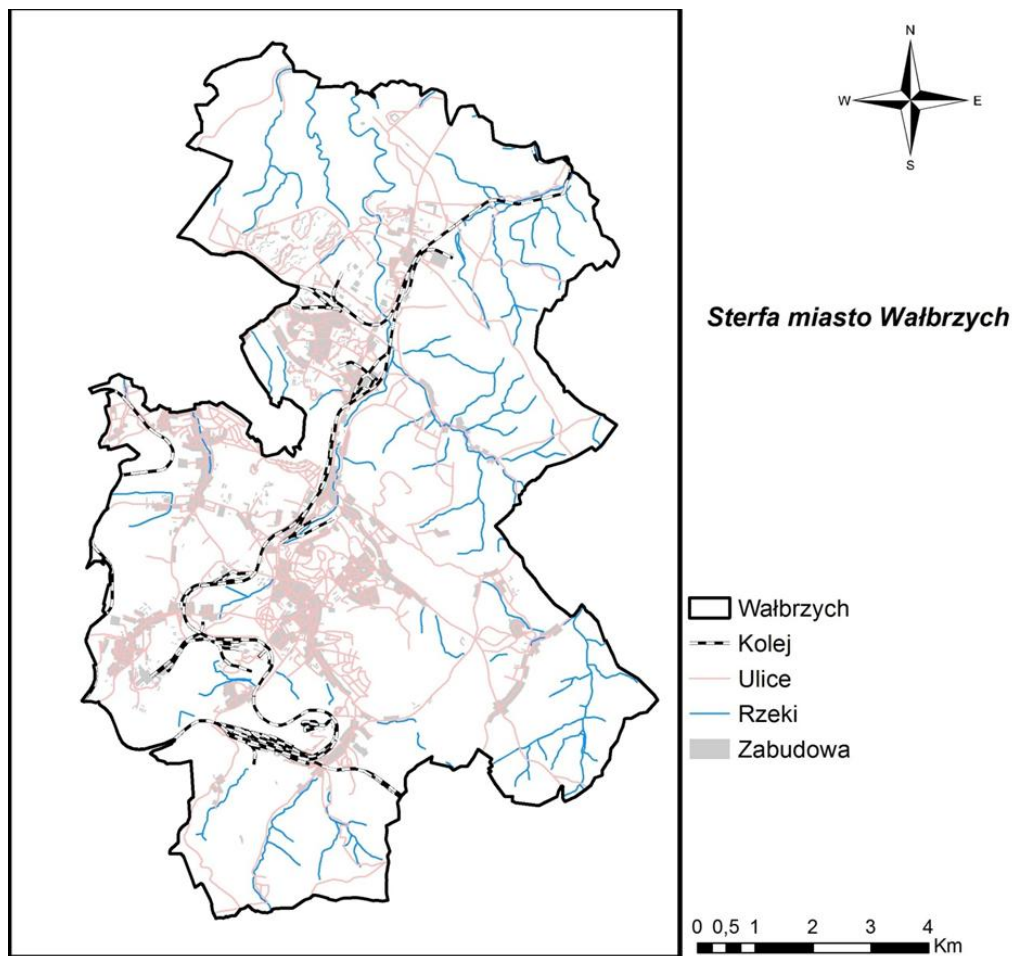 N
W E
S
Sterfa miasto Wałbrzych
Wałbrzych
Kolej
Ulice
Rzeki
Zabudowa
0 0,5 1 2 3 4
Km